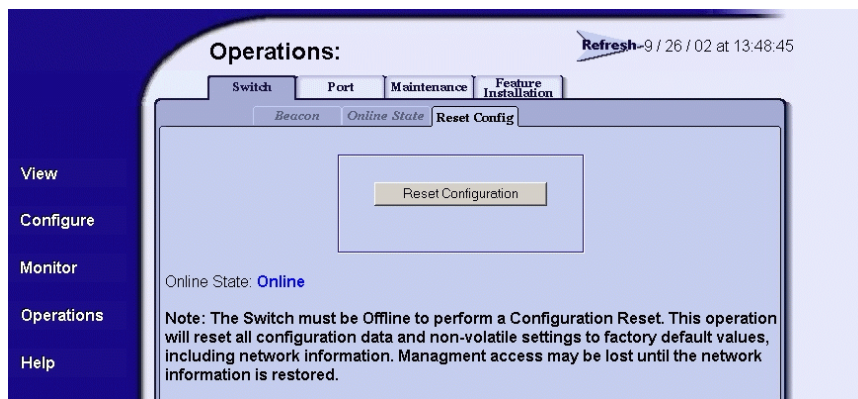 Operations:
Refresh-9 / 26 / 02 at 13:48:45
Switch Port Maintenance Feature Installation
Beacon Online State Reset Config
Reset Configuration
View
Configure
Monitor
Operations
Help
Online State: Online
Note: The Switch must be Offline to perform a Configuration Reset. This operation
will reset all configuration data and non-volatile settings to factory default values,
including network information. Managment access may be lost until the network
information is restored.